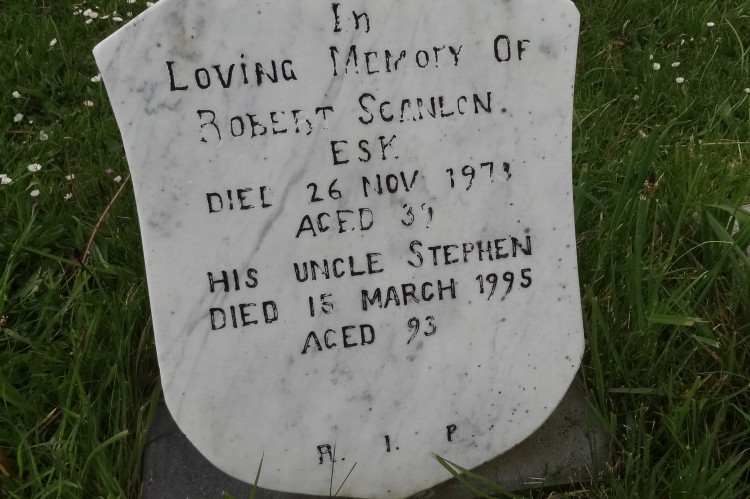 In
LOVING MEMORY OF
ROBERT SCANLON.
ESK
DIED 26 NOV 1973
AGED 39
HIS UNCLE STEPHEN
DIED 15 MARCH 1995
AGED 93
R. I. P